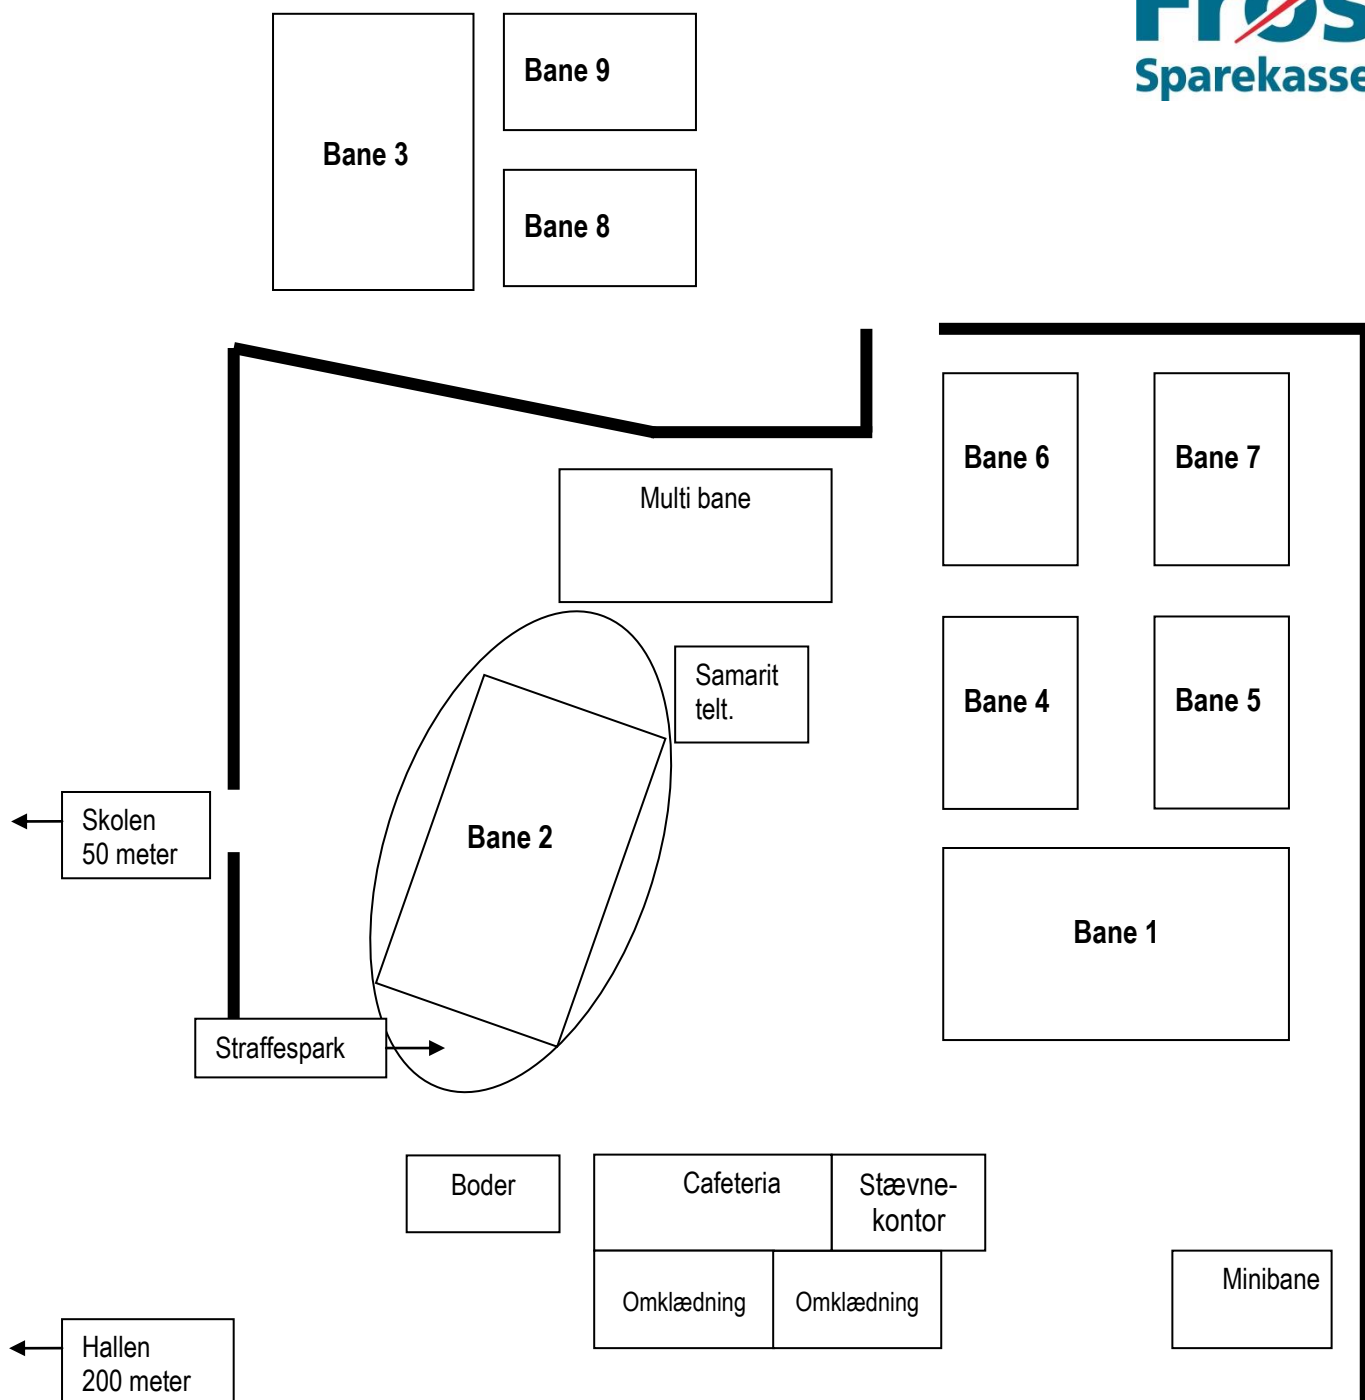 Frøs
Sparekasse
Bane 9
Bane 3
Bane 8
Bane 6
Bane 7
Multi bane
Samarit
telt.
Bane 4
Bane 5
Skolen
50 meter
Bane 2
Bane 1
Straffespark
Boder
Cafeteria
Stævne-
kontor
Omklædning
Omklædning
Minibane
Hallen
200 meter